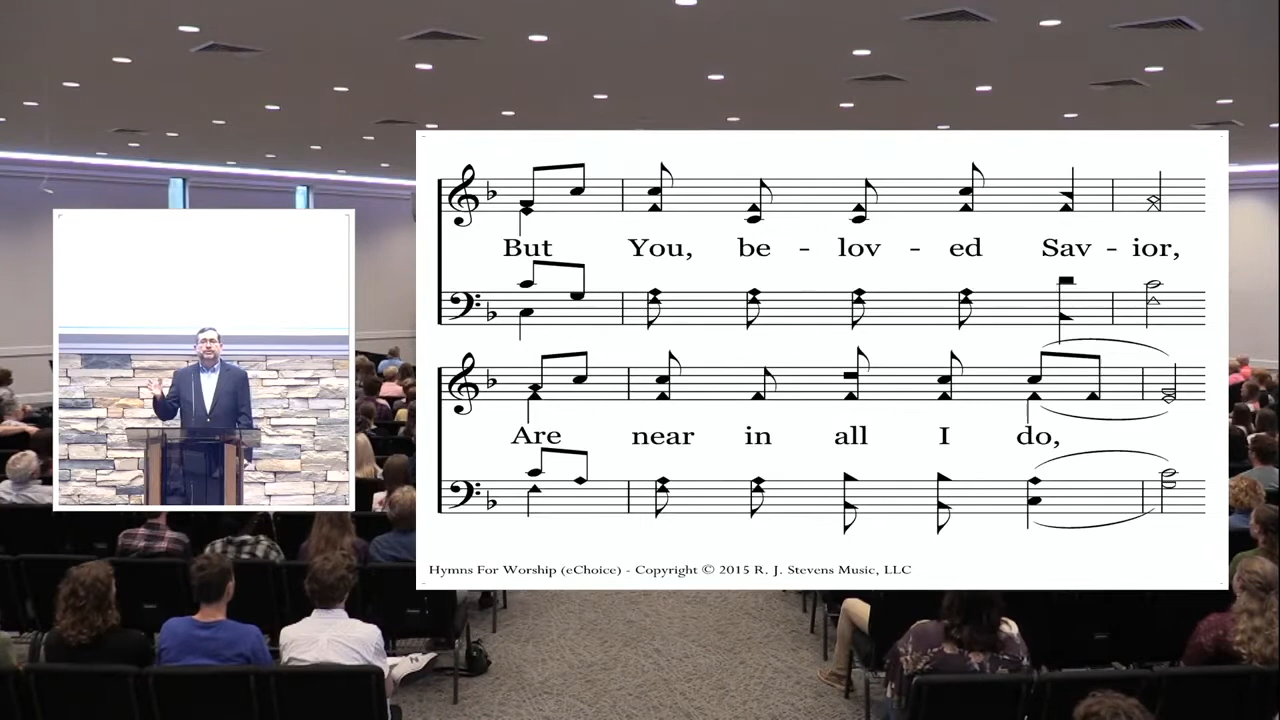 But You, be - lov - ed Sav - ior,
Are near in all I do,
Hymns For Worship (eChoice) - Copyright © 2015 R. J. Stevens Music, LLC